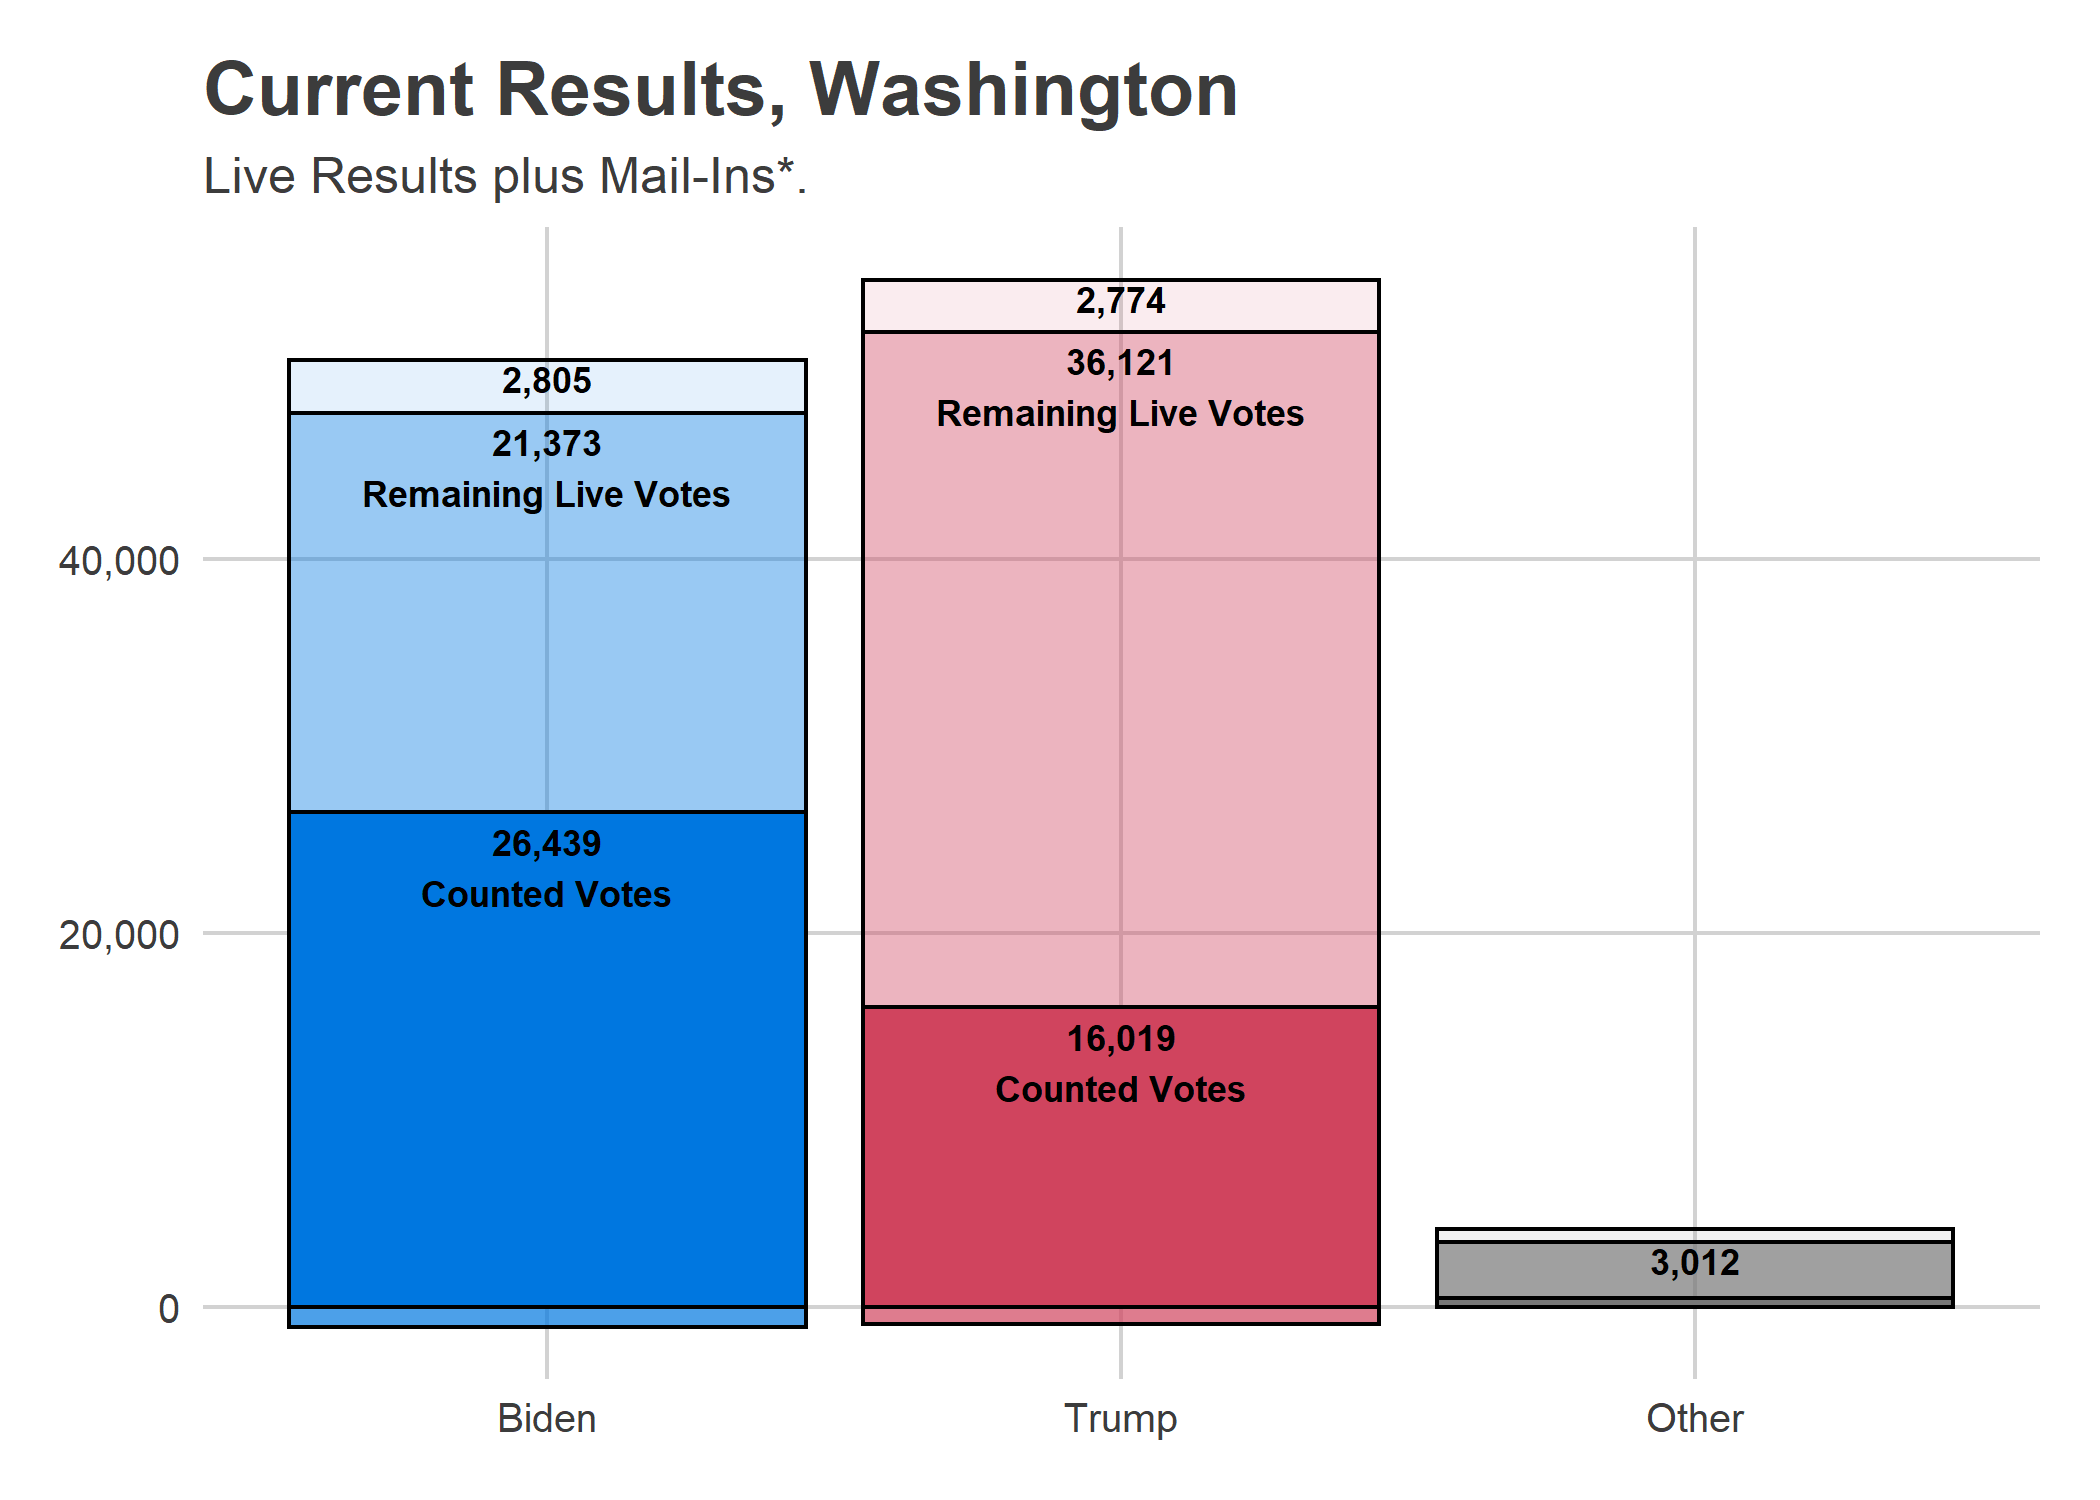 Current Results, Washington
Live Results plus Mail-Ins*.
2,774
36,121
Remaining Live Votes
2,805
21,373
Remaining Live Votes
40,000
26,439
Counted Votes
20,000
16,019
Counted Votes
3,012
0
Biden
Trump
Other